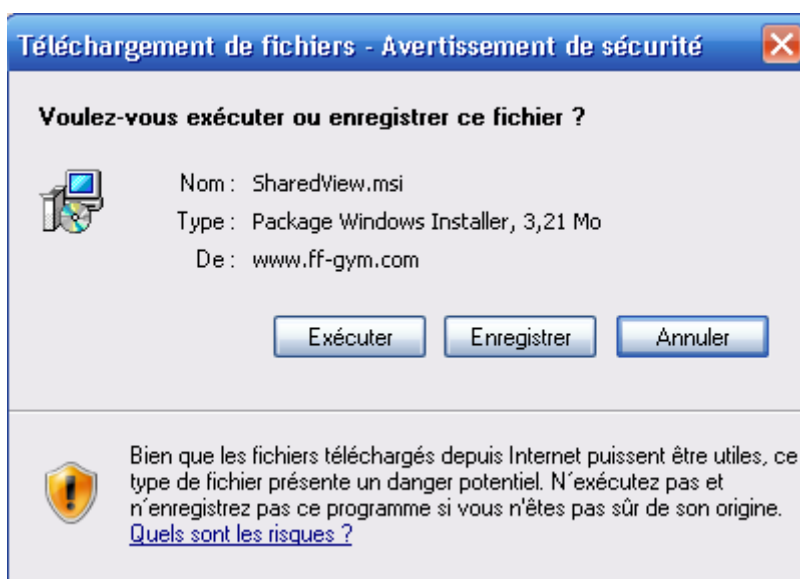 Téléchargement de fichiers - Avertissement de sécurité
Voulez-vous exécuter ou enregistrer ce fichier ?
Nom : SharedView.msi
Type : Package Windows Installer, 3,21 Mo
De : www.ff-gym.com
Exécuter Enregistrer Annuler
Bien que les fichiers téléchargés depuis Internet puissent être utiles, ce
type de fichier présente un danger potentiel. N´exécutez pas et
n´enregistrez pas ce programme si vous n'êtes pas sûr de son origine.
Quels sont les risques ?